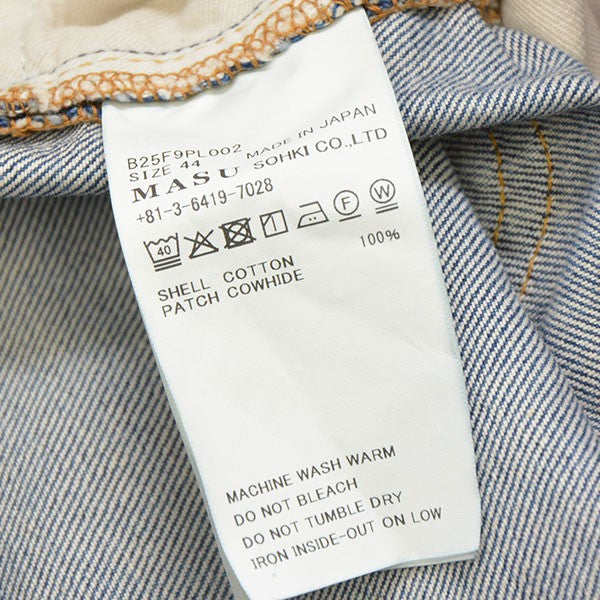 B25F9PL002 MADE IN JAPAN
SIZE 44
MASU SOHKI CO.,LTD
+81-3-6419-7028
40 F W
100%
SHELL COTTON
PATCH COWHIDE
MACHINE WASH WARM
DO NOT BLEACH
DO NOT TUMBLE DRY
IRON INSIDE-OUT ON LOW